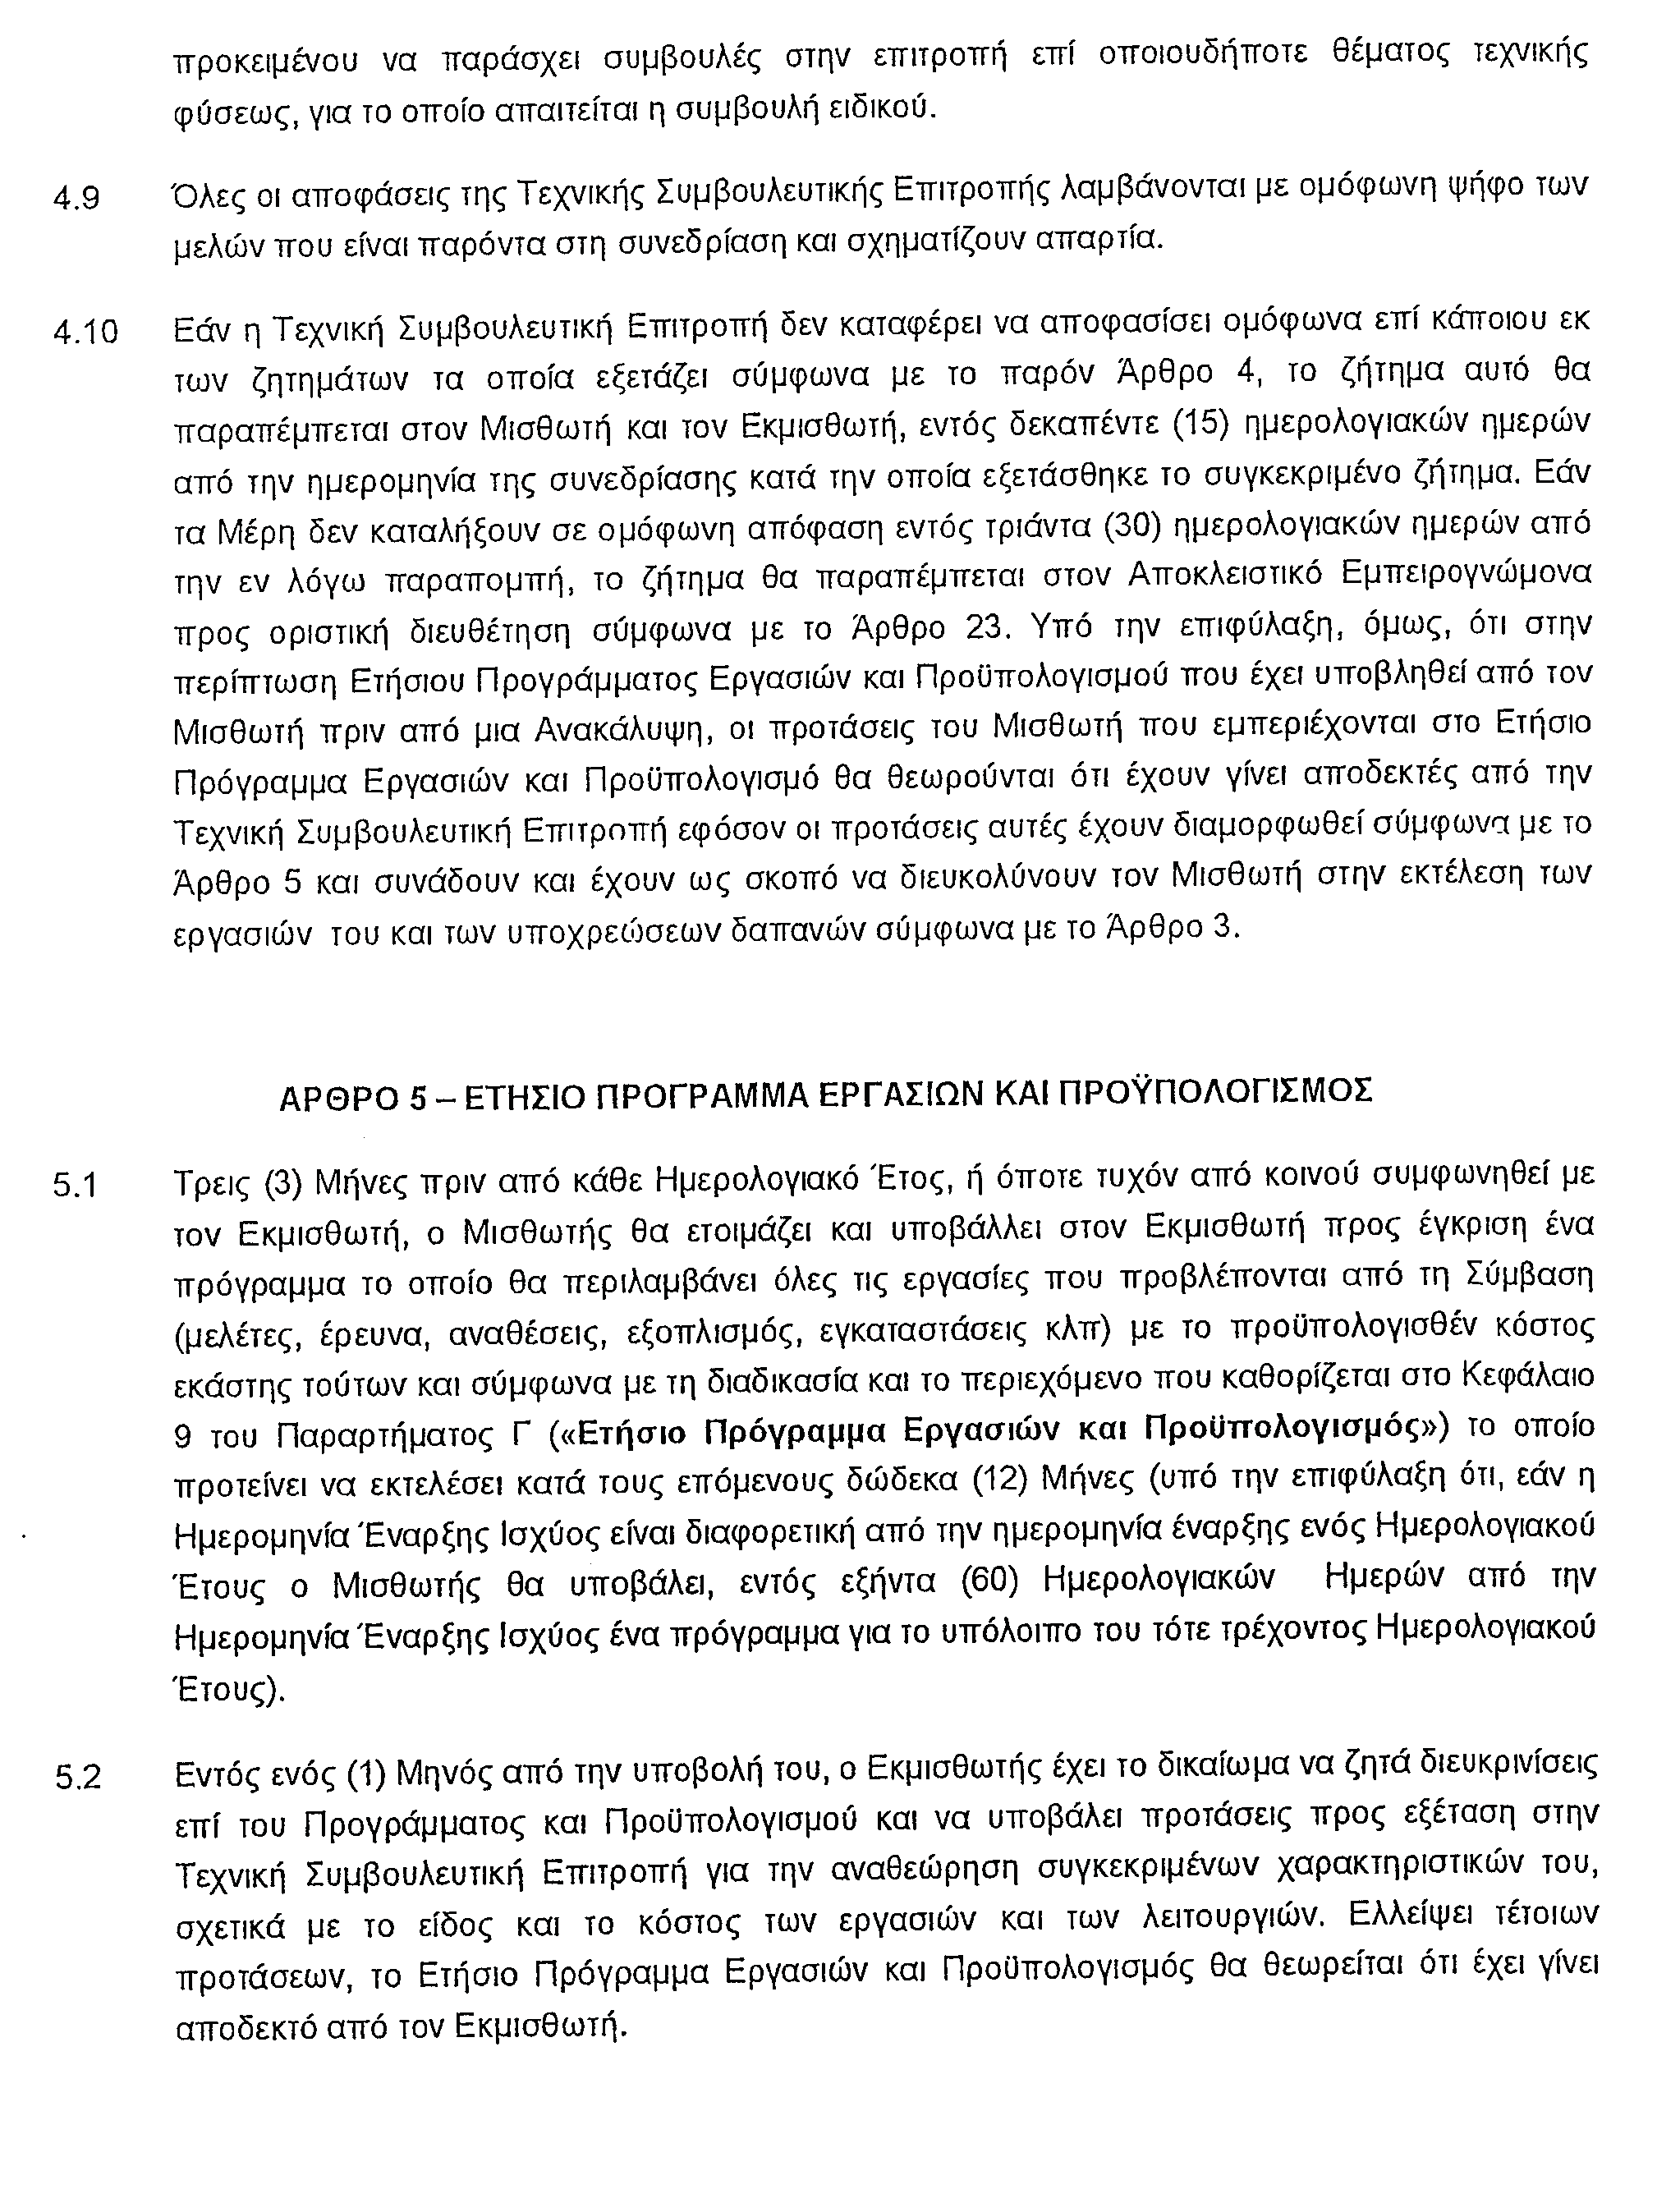 προκειμένου να παράσχει συμβουλές στην επιτροπή επί οποιουδήποτε θέματος τεχνικής
φύσεως, για το οποίο απαιτείται η συμβουλή ειδικού.
4.9 Όλες οι αποφάσεις της Τεχνικής Συμβουλευτικής Επιτροπής λαμβάνονται με ομόφωνη ψήφο των
μελών που είναι παρόντα στη συνεδρίαση και σχηματίζουν απαρτία.
4.10 Εάν η Τεχνική Συμβουλευτική Επιτροπή δεν καταφέρει να αποφασίσει ομόφωνα επί κάποιου εκ
των ζητημάτων τα οποία εξετάζει σύμφωνα με το παρόν Άρθρο 4, το ζήτημα αυτό θα
παραπέμπεται στον Μισθωτή και τον Εκμισθωτή, εντός δεκαπέντε (15) ημερολογιακών ημερών
από την ημερομηνία της συνεδρίασης κατά την οποία εξετάσθηκε το συγκεκριμένο ζήτημα. Εάν
τα Μέρη δεν καταλήξουν σε ομόφωνη απόφαση εντός τριάντα (30) ημερολογιακών ημερών από
την εν λόγω παραπομπή, το ζήτημα θα παραπέμπεται στον Αποκλειστικό Εμπειρογνώμονα
προς οριστική διευθέτηση σύμφωνα με το Άρθρο 23. Υπό την επιφύλαξη, όμως, ότι στην
περίπτωση Ετήσιου Προγράμματος Εργασιών και Προϋπολογισμού που έχει υποβληθεί από τον
Μισθωτή πριν από μια Ανακάλυψη, οι προτάσεις του Μισθωτή που εμπεριέχονται στο Ετήσιο
Πρόγραμμα Εργασιών και Προϋπολογισμό θα θεωρούνται ότι έχουν γίνει αποδεκτές από την
Τεχνική Συμβουλευτική Επιτροπή εφόσον οι προτάσεις αυτές έχουν διαμορφωθεί σύμφωνα με το
Άρθρο 5 και συνάδουν και έχουν ως σκοπό να διευκολύνουν τον Μισθωτή στην εκτέλεση των
εργασιών του και των υποχρεώσεων δαπανών σύμφωνα με το Άρθρο 3.
ΑΡΘΡΟ 5 – ΕΤΗΣΙΟ ΠΡΟΓΡΑΜΜΑ ΕΡΓΑΣΙΩΝ ΚΑΙ ΠΡΟΫΠΟΛΟΓΙΣΜΟΣ
5.1 Τρεις (3) Μήνες πριν από κάθε Ημερολογιακό Έτος, ή όποτε τυχόν από κοινού συμφωνηθεί με
τον Εκμισθωτή, ο Μισθωτής θα ετοιμάζει και υποβάλλει στον Εκμισθωτή προς έγκριση ένα
πρόγραμμα το οποίο θα περιλαμβάνει όλες τις εργασίες που προβλέπονται από τη Σύμβαση
(μελέτες, έρευνα, αναθέσεις, εξοπλισμός, εγκαταστάσεις κλπ) με το προϋπολογισθέν κόστος
εκάστης τούτων και σύμφωνα με τη διαδικασία και το περιεχόμενο που καθορίζεται στο Κεφάλαιο
9 του Παραρτήματος Γ («Ετήσιο Πρόγραμμα Εργασιών και Προϋπολογισμός») το οποίο
προτείνει να εκτελέσει κατά τους επόμενους δώδεκα (12) Μήνες (υπό την επιφύλαξη ότι, εάν η
Ημερομηνία Έναρξης Ισχύος είναι διαφορετική από την ημερομηνία έναρξης ενός Ημερολογιακού
Έτους ο Μισθωτής θα υποβάλει, εντός εξήντα (60) Ημερολογιακών Ημερών από την
Ημερομηνία Έναρξης Ισχύος ένα πρόγραμμα για το υπόλοιπο του τότε τρέχοντος Ημερολογιακού
Έτους).
5.2 Εντός ενός (1) Μηνός από την υποβολή του, ο Εκμισθωτής έχει το δικαίωμα να ζητά διευκρινίσεις
επί του Προγράμματος και Προϋπολογισμού και να υποβάλει προτάσεις προς εξέταση στην
Τεχνική Συμβουλευτική Επιτροπή για την αναθεώρηση συγκεκριμένων χαρακτηριστικών του,
σχετικά με το είδος και το κόστος των εργασιών και των λειτουργιών. Ελλείψει τέτοιων
προτάσεων, το Ετήσιο Πρόγραμμα Εργασιών και Προϋπολογισμός θα θεωρείται ότι έχει γίνει
αποδεκτό από τον Εκμισθωτή.